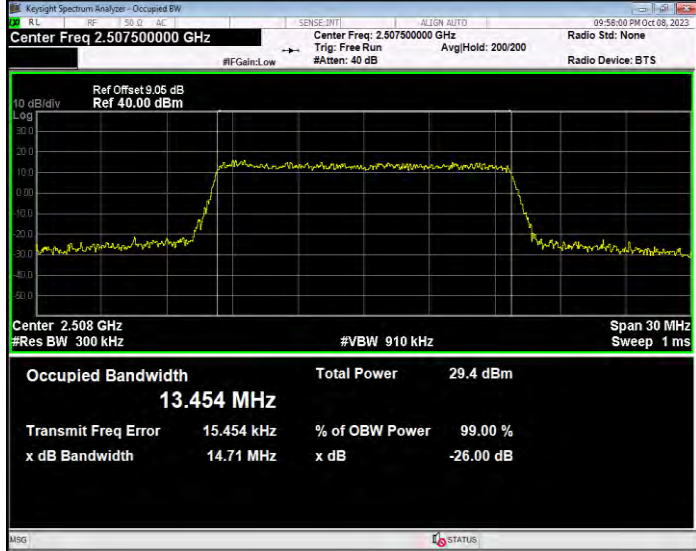 Keysight Spectrum Analyzer - Occupied BW
RL RF 50 Ω AC SENSE:INT ALIGN AUTO 09:58:00 PM Oct 08, 2023
Center Freq 2.507500000 GHz Center Freq: 2.507500000 GHz Radio Std: None
Trig: Free Run Avg|Hold: 200/200
#IFGain:Low #Atten: 40 dB Radio Device: BTS
Ref Offset 9.05 dB
10 dB/div Ref 40.00 dBm
Log
30.0
20.0
10.0
0.00
-10.0
-20.0
-30.0
-40.0
-50.0
Center 2.508 GHz Span 30 MHz
#Res BW 300 kHz #VBW 910 kHz Sweep 1 ms
Occupied Bandwidth Total Power 29.4 dBm
13.454 MHz
Transmit Freq Error 15.454 kHz % of OBW Power 99.00 %
x dB Bandwidth 14.71 MHz x dB -26.00 dB
MSG STATUS